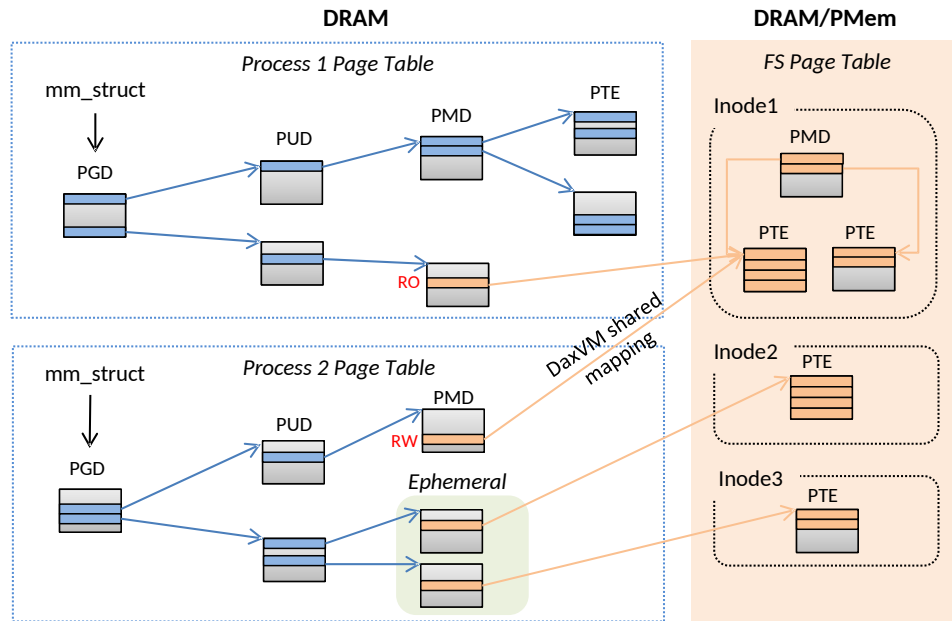 DRAM
DRAM/PMem
Process 1 Page Table
FS Page Table
mm_struct
PTE
Inode1
PUD
PMD
PMD
PGD
PTE
PTE
RO
DaxVM shared
mapping
Process 2 Page Table
Inode2
mm_struct
PTE
PMD
PUD
RW
PGD
Ephemeral
Inode3
PTE